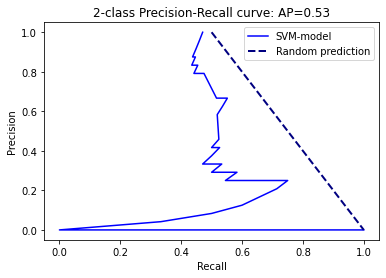 2-class Precision-Recall curve: AP=0.53
SVM-model
Random prediction
Precision
1.0
0.8
0.6
0.4
0.2
0.0
0.0 0.2 0.4 0.6 0.8 1.0
Recall